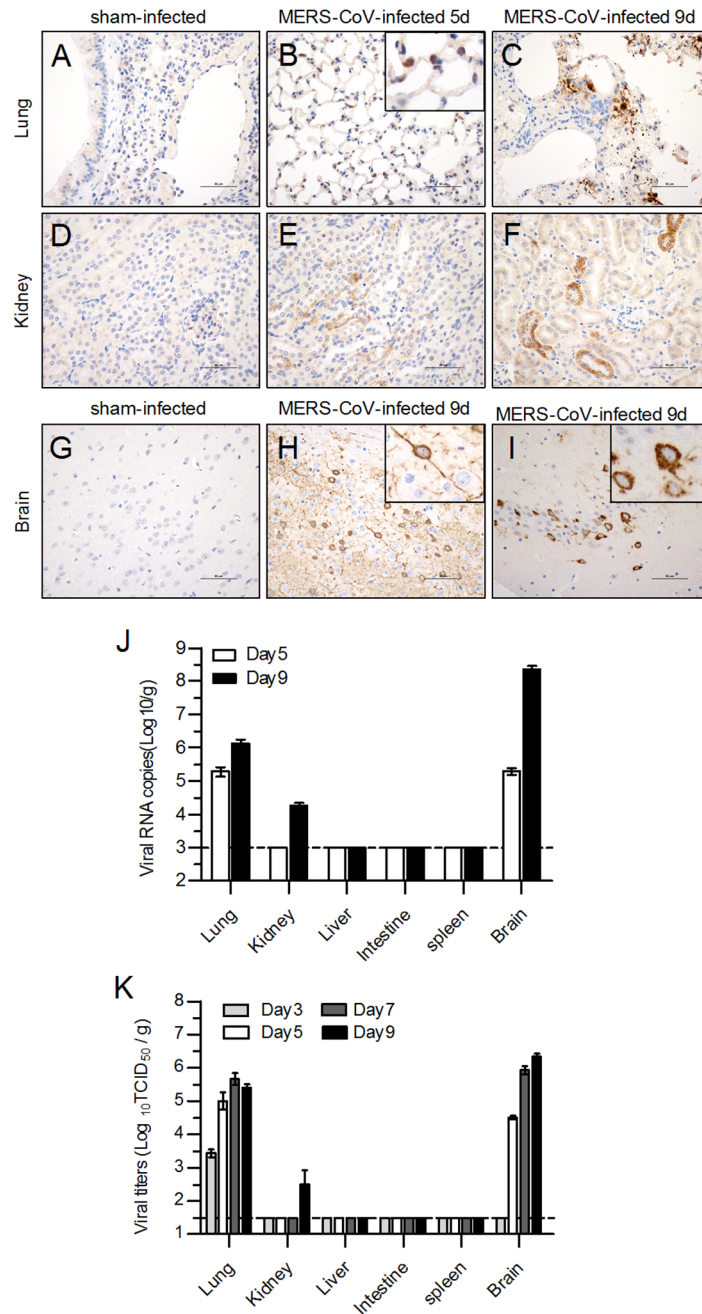 sham-infected MERS-CoV-infected 5d MERS-CoV-infected 9d
A B C
Lung
D E F
Kidney
sham-infected MERS-CoV-infected 9d MERS-CoV-infected 9d
G H I
Brain
J
Day5
Day9
Viral RNA copies(Log10/g)
9
8
7
6
5
4
3
2
Lung Kidney Liver Intestine spleen Brain
K
Day3 Day7
Day5 Day9
Viral titers (Log 10TCID50 / g)
8
7
6
5
4
3
2
1
Lung Kidney Liver Intestine spleen Brain